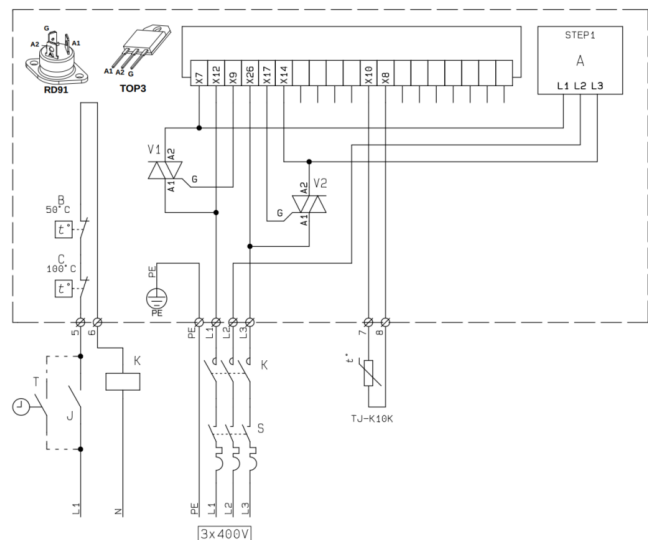 G
A2
A1
RD91
A1 A2 G
TOP3
X7
X12
X9
X26
X17
X14
X10
X8
STEP1
A
L1 L2 L3
V1
A2
A1
G
V2
A2
A1
G
B
50°C
t°
C
100°C
t°
PE
PE
5
6
PE
L1
L2
L3
7
8
T
J
K
K
S
t°
TJ-K10K
L1
N
PE
L1
L2
L3
3x400V